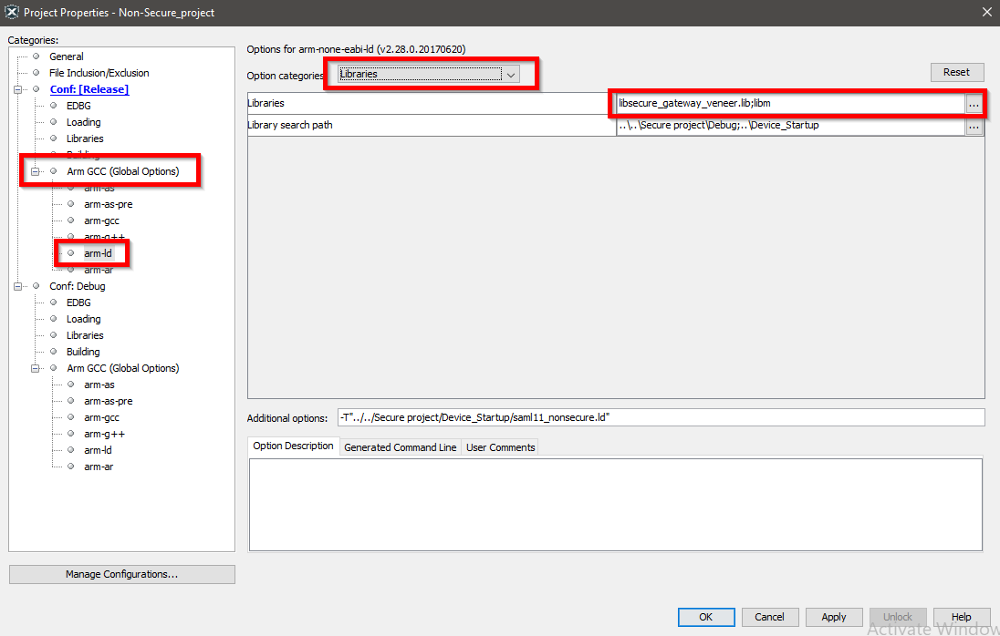 Project Properties - Non-Secure_project
Categories:
General
File Inclusion/Exclusion
Conf: [Release]
EDBG
Loading
Libraries
Building
Arm GCC (Global Options)
arm-as
arm-as-pre
arm-gcc
arm-g++
arm-ld
arm-ar
Conf: Debug
EDBG
Loading
Libraries
Building
Arm GCC (Global Options)
arm-as
arm-as-pre
arm-gcc
arm-g++
arm-ld
arm-ar
Manage Configurations...
Options for arm-none-eabi-ld (v2.28.0.20170620)
Option categories Libraries Reset
Libraries libsecure_gateway_veneer.lib;libm ...
Library search path ..\..\Secure project\Debug;..\Device_Startup ...
Additional options: -T"../../Secure project/Device_Startup/saml11_nonsecure.ld"
Option Description Generated Command Line User Comments
OK Cancel Apply Unlock Help
Activate Window